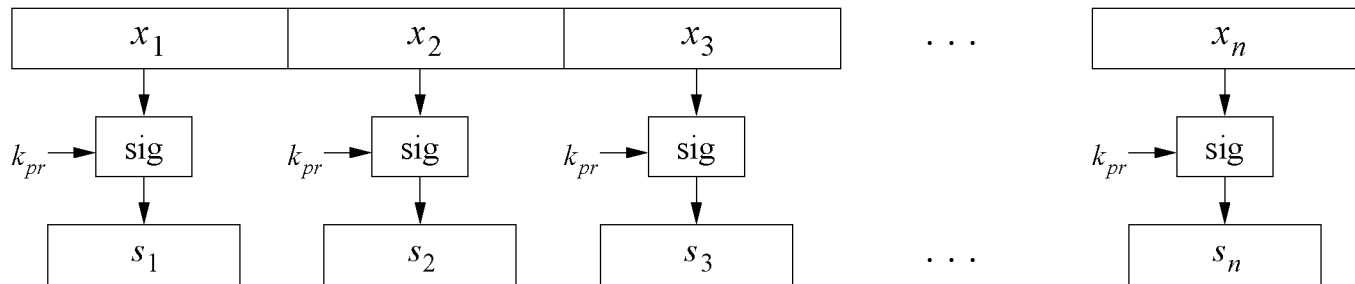 x1 x2 x3 . . . xn
kpr sig kpr sig kpr sig kpr sig
s1 s2 s3 . . . sn